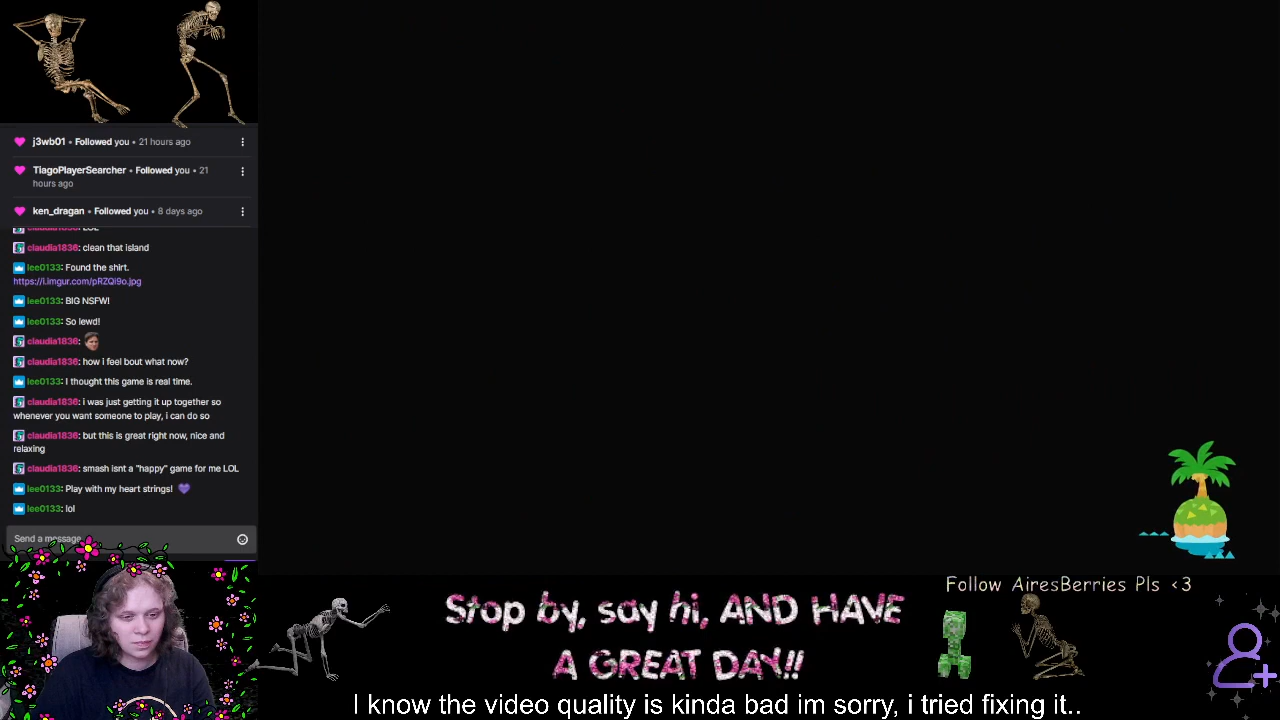 j3wb01 • Followed you • 21 hours ago
TiagoPlayerSearcher • Followed you • 21
hours ago
ken_dragan • Followed you • 8 days ago
claudia1836: LOL
claudia1836: clean that island
lee0133: Found the shirt.
https://i.imgur.com/pRZQi9o.jpg
lee0133: BIG NSFW!
lee0133: So lewd!
claudia1836:
claudia1836: how i feel bout what now?
lee0133: I thought this game is real time.
claudia1836: i was just getting it up together so
whenever you want someone to play, i can do so
claudia1836: but this is great right now, nice and
relaxing
claudia1836: smash isnt a "happy" game for me LOL
lee0133: Play with my heart strings!
lee0133: lol
Send a message
Follow AiresBerries Pls <3
Stop by, say hi, AND HAVE
A GREAT DAY!!
I know the video quality is kinda bad im sorry, i tried fixing it..